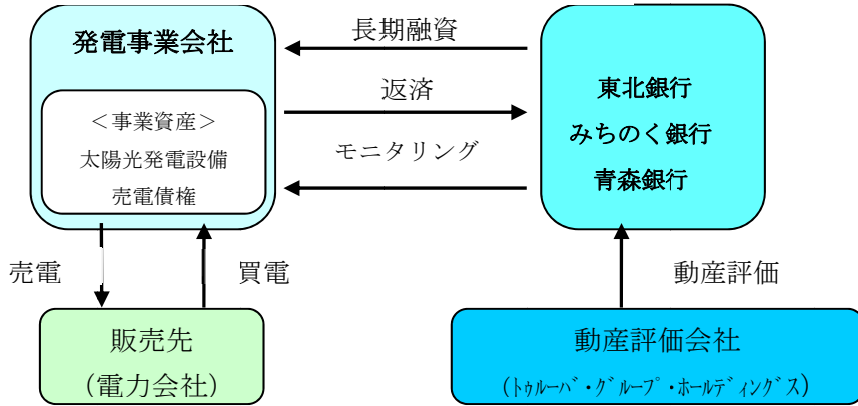 発電事業会社
＜事業資産＞
太陽光発電設備
売電債権
長期融資
返済
モニタリング
東北銀行
みちのく銀行
青森銀行
売電
買電
動産評価
販売先
（電力会社）
動産評価会社
（ﾄｩﾙｰﾊﾞ・ｸﾞﾙｰﾌﾟ・ﾎｰﾙﾃﾞｨﾝｸﾞｽ）